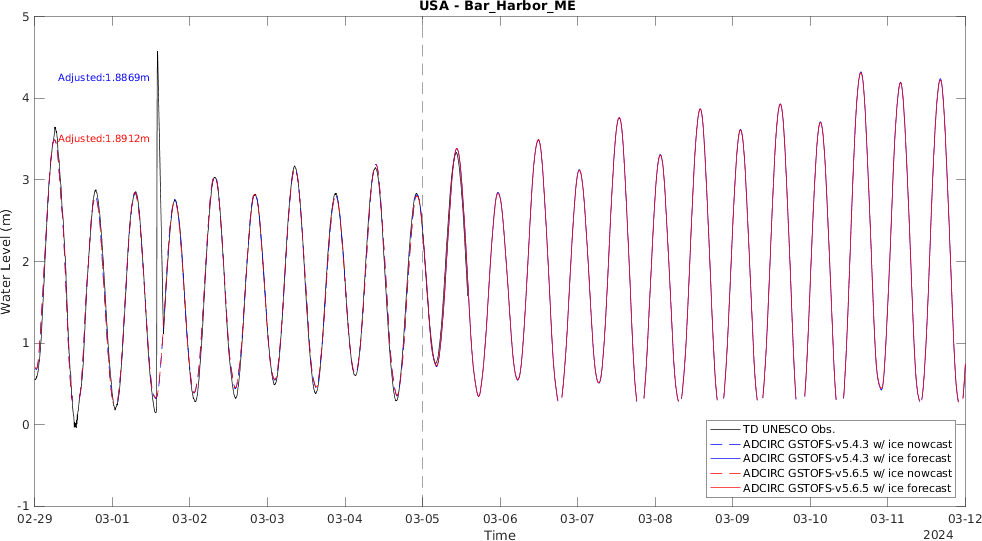 USA - Bar_Harbor_ME
5
4
3
2
1
0
-1
Water Level (m)
Adjusted:1.8869m
Adjusted:1.8912m
TD UNESCO Obs.
ADCIRC GSTOFS-v5.4.3 w/ ice nowcast
ADCIRC GSTOFS-v5.4.3 w/ ice forecast
ADCIRC GSTOFS-v5.6.5 w/ ice nowcast
ADCIRC GSTOFS-v5.6.5 w/ ice forecast
02-29 03-01 03-02 03-03 03-04 03-05 03-06 03-07 03-08 03-09 03-10 03-11 03-12
Time
2024